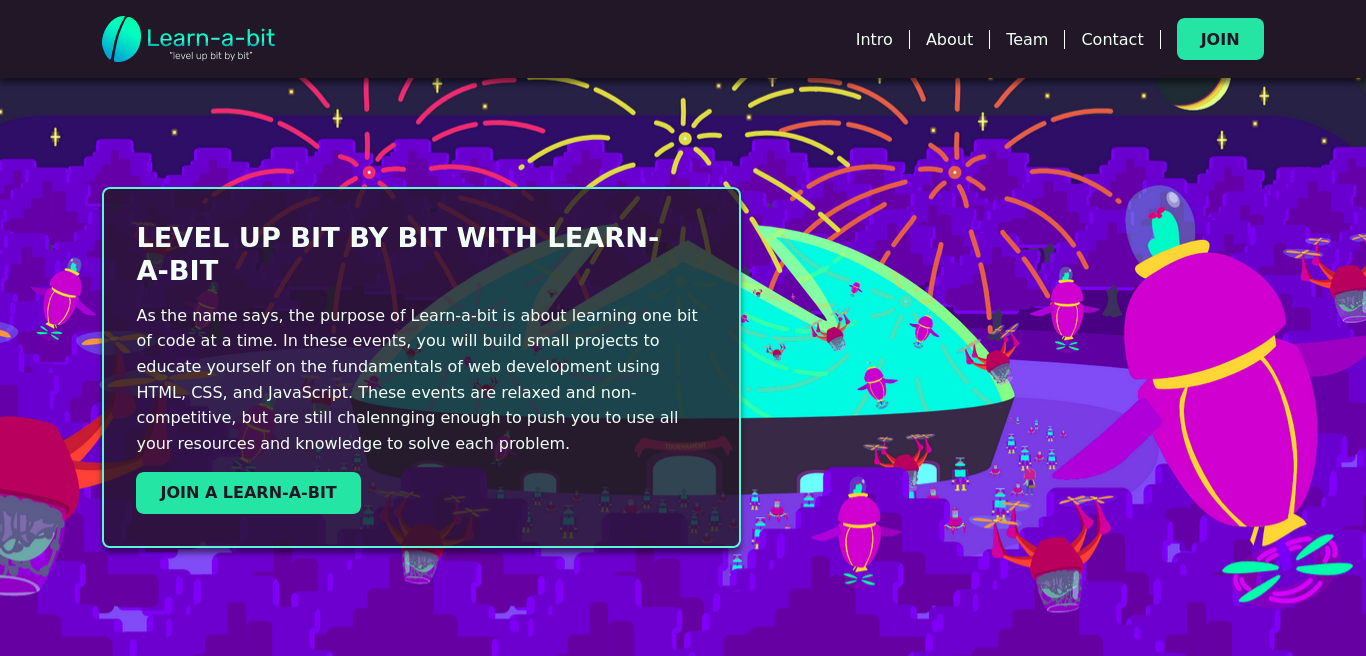 Learn-a-bit
"level up bit by bit"
Intro
About
Team
Contact
JOIN
LEVEL UP BIT BY BIT WITH LEARN-
A-BIT
As the name says, the purpose of Learn-a-bit is about learning one bit
of code at a time. In these events, you will build small projects to
educate yourself on the fundamentals of web development using
HTML, CSS, and JavaScript. These events are relaxed and non-
competitive, but are still chalennging enough to push you to use all
your resources and knowledge to solve each problem.
TOURNAMENT
JOIN A LEARN-A-BIT